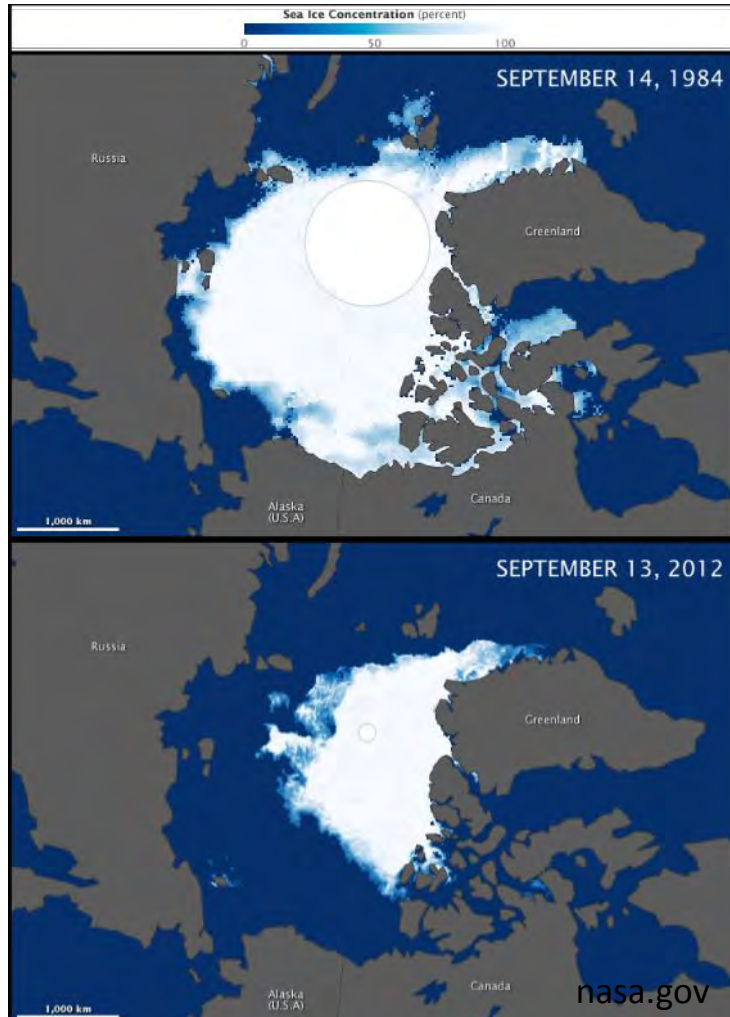 Sea Ice Concentration (percent)
0 50 100
SEPTEMBER 14, 1984
Russia
Greenland
Alaska
(U.S.A)
Canada
1,000 km
SEPTEMBER 13, 2012
Russia
Greenland
Alaska
(U.S.A)
Canada
1,000 km
nasa.gov